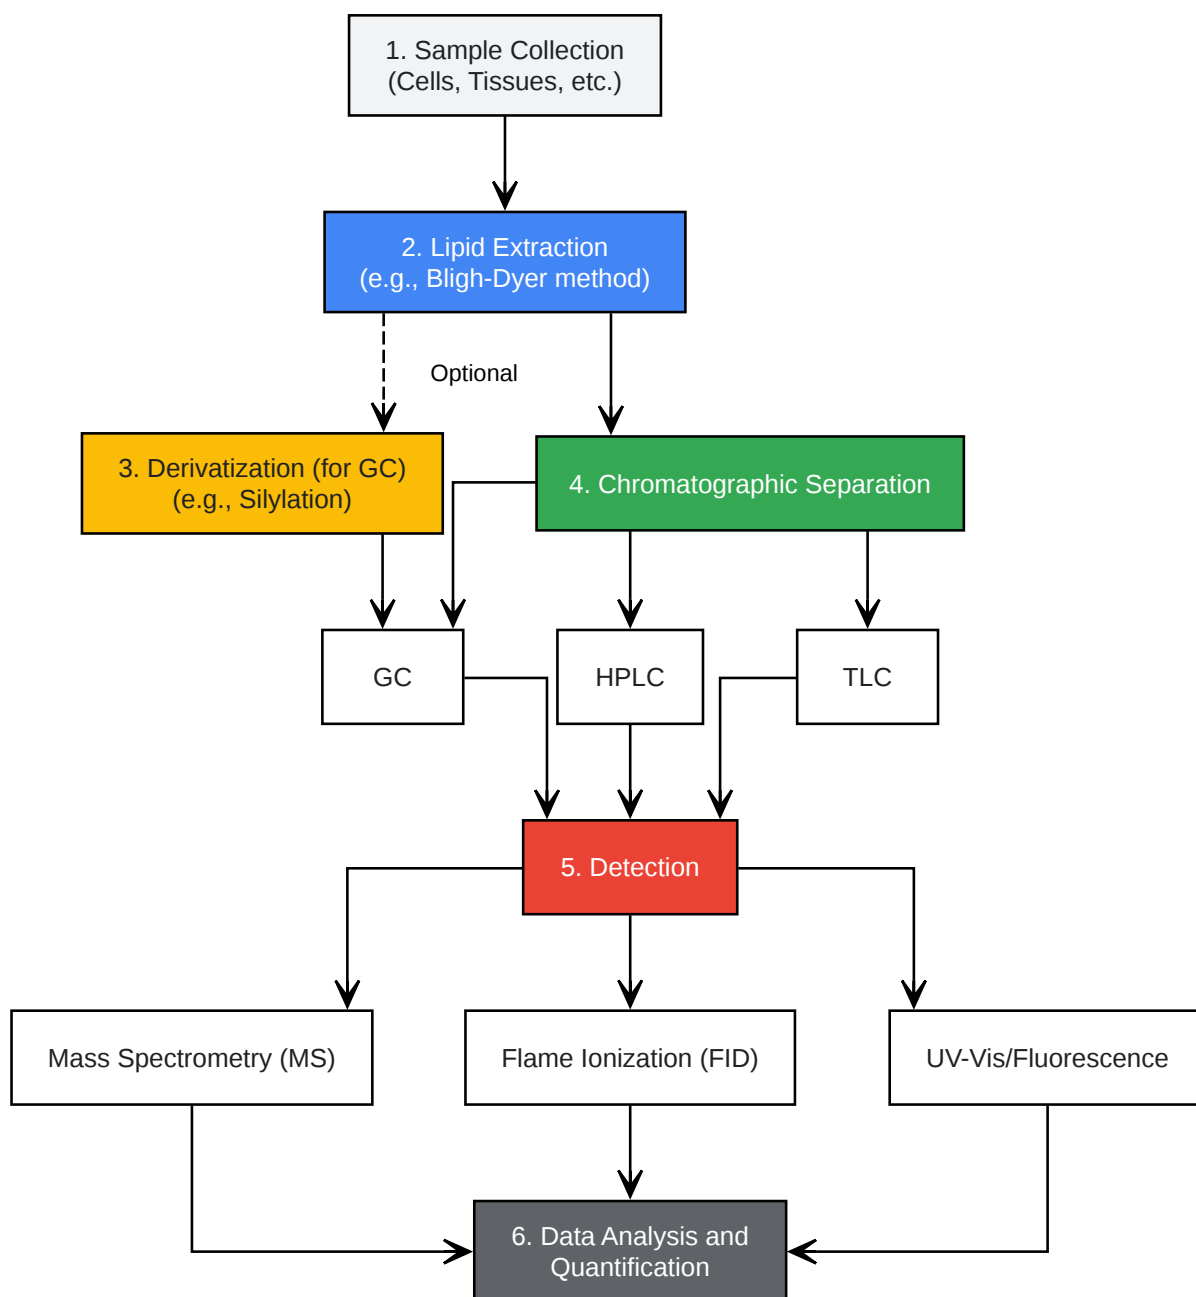 1. Sample Collection
(Cells, Tissues, etc.)
2. Lipid Extraction
(e.g., Bligh-Dyer method)
Optional
3. Derivatization (for GC)
(e.g., Silylation)
4. Chromatographic Separation
GC
HPLC
TLC
5. Detection
Mass Spectrometry (MS)
Flame Ionization (FID)
UV-Vis/Fluorescence
6. Data Analysis and
Quantification